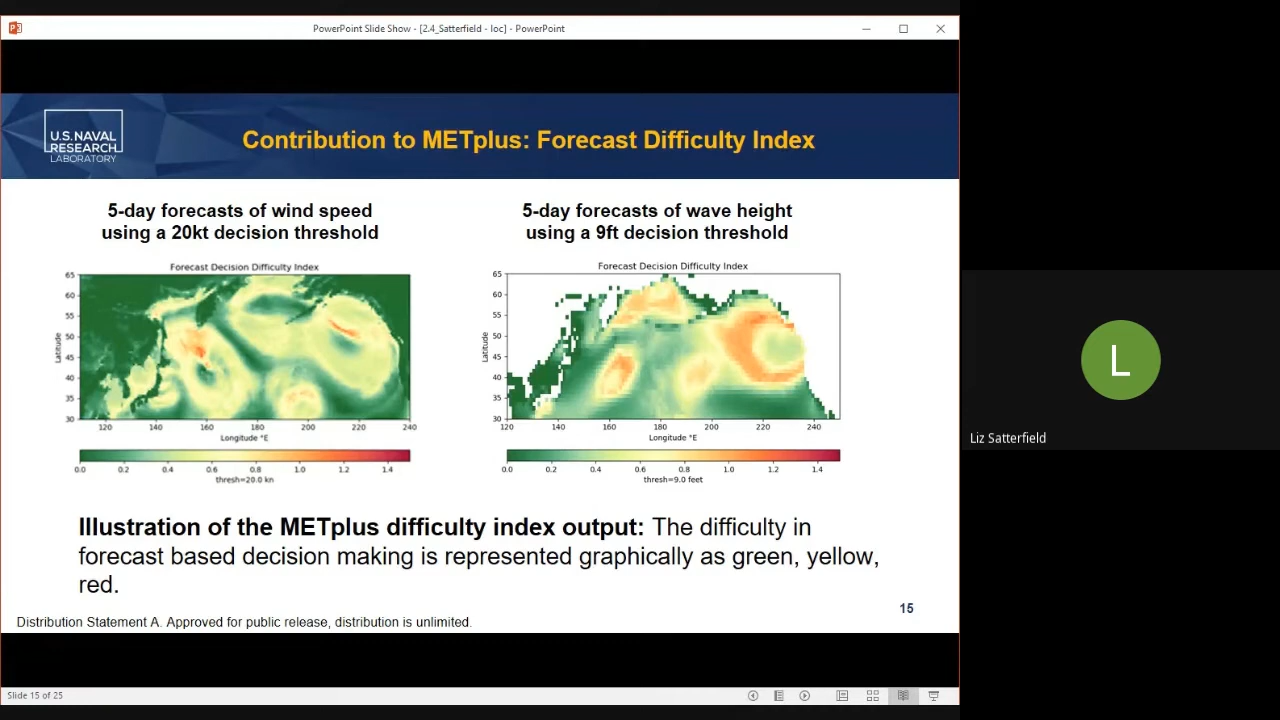 PowerPoint Slide Show - [2.4_Satterfield - loc] - PowerPoint
U.S. NAVAL
RESEARCH
LABORATORY
Contribution to METplus: Forecast Difficulty Index
5-day forecasts of wind speed
using a 20kt decision threshold
5-day forecasts of wave height
using a 9ft decision threshold
Forecast Decision Difficulty Index
65
60
55
50
45
40
35
30
Latitude
120 140 160 180 200 220 240
Longitude °E
0.0 0.2 0.4 0.6 0.8 1.0 1.2 1.4
thresh=20.0 kn
Forecast Decision Difficulty Index
65
60
55
50
45
40
35
30
Latitude
120 140 160 180 200 220 240
Longitude °E
0.0 0.2 0.4 0.6 0.8 1.0 1.2 1.4
thresh=9.0 feet
Illustration of the METplus difficulty index output: The difficulty in
forecast based decision making is represented graphically as green, yellow,
red.
15
Distribution Statement A. Approved for public release, distribution is unlimited.
Slide 15 of 25
L
Liz Satterfield